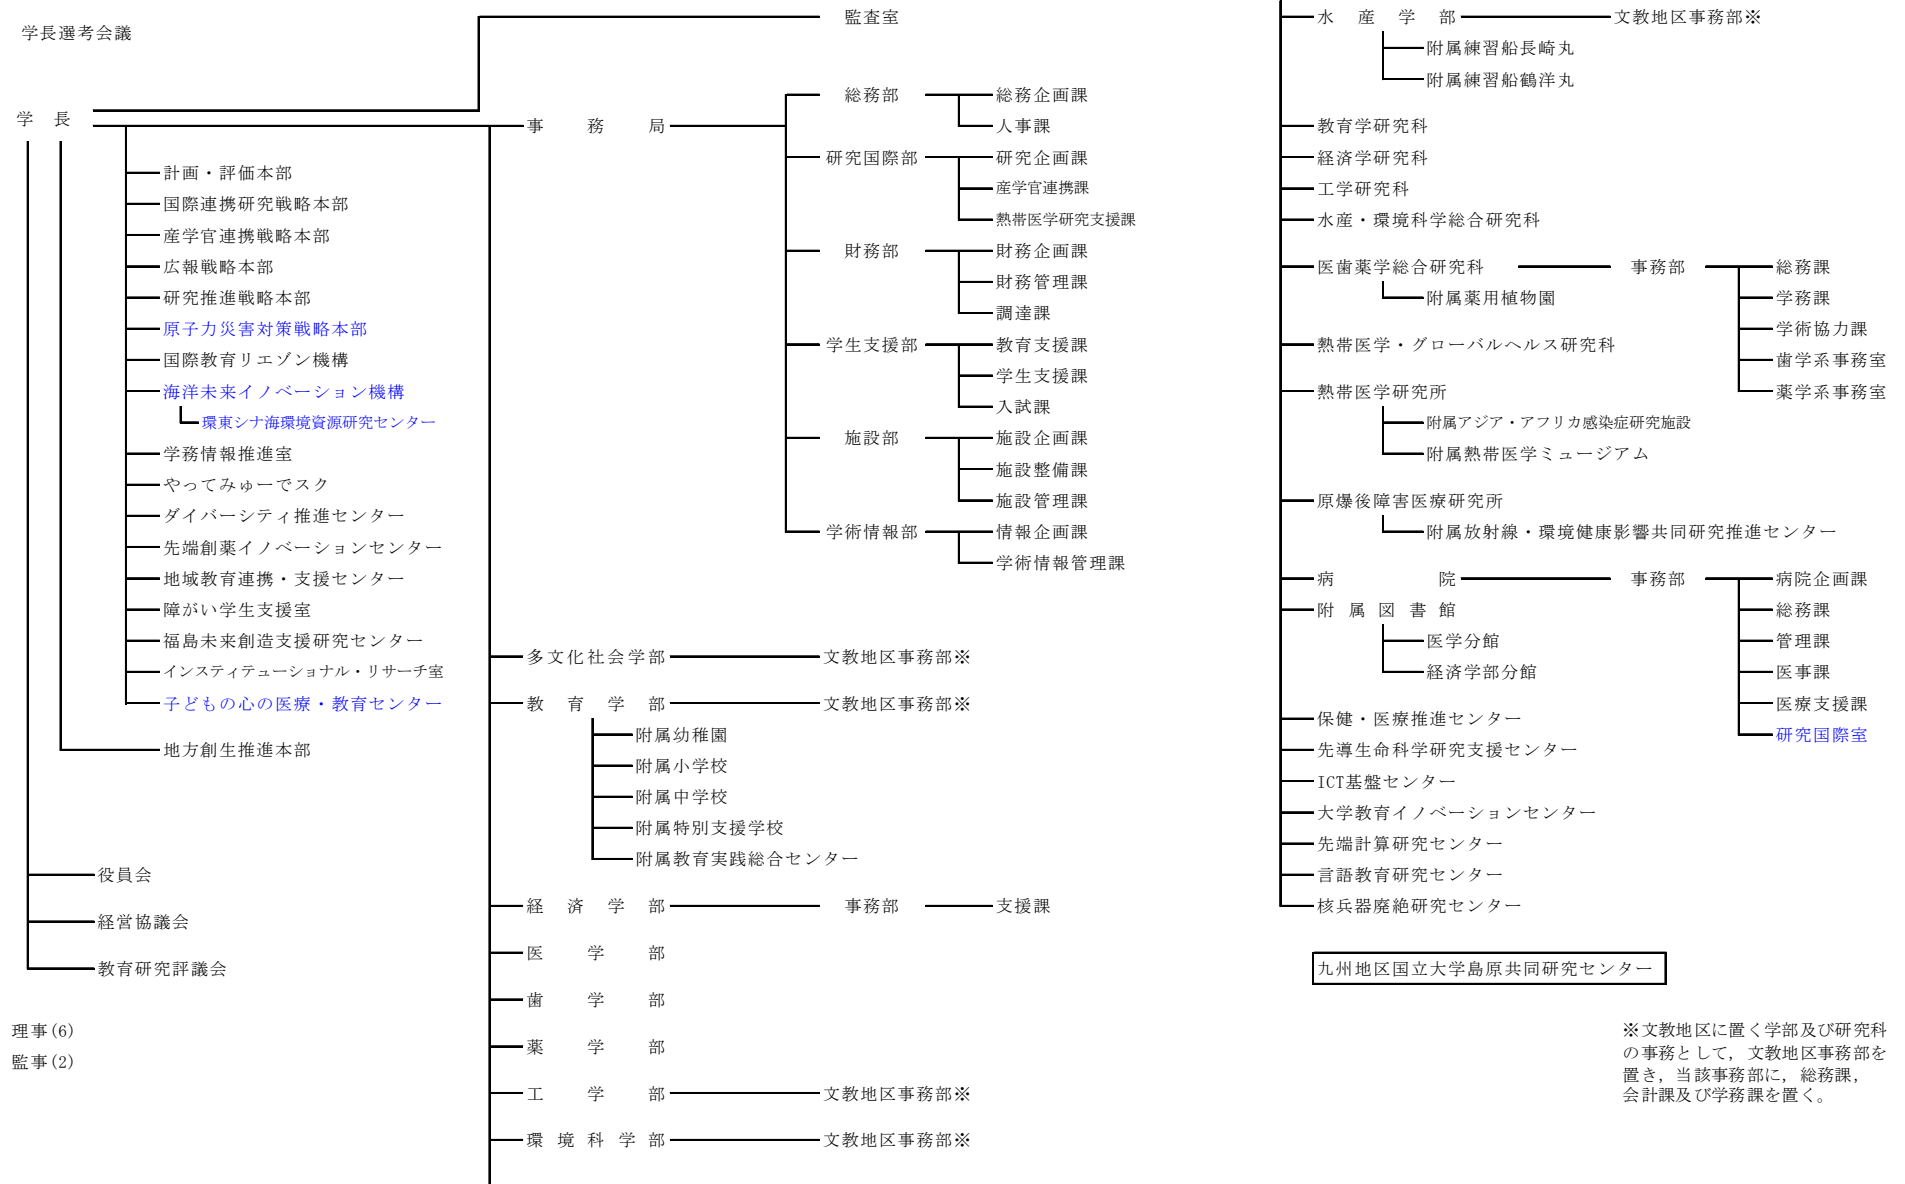 学長選考会議
監査室
学　長
事　務　局
総務部
総務企画課
人事課
研究国際部
研究企画課
産学官連携課
熱帯医学研究支援課
財務部
財務企画課
財務管理課
調達課
学生支援部
教育支援課
学生支援課
入試課
施設部
施設企画課
施設整備課
施設管理課
学術情報部
情報企画課
学術情報管理課
計画・評価本部
国際連携研究戦略本部
産学官連携戦略本部
広報戦略本部
研究推進戦略本部
原子力災害対策戦略本部
国際教育リエゾン機構
海洋未来イノベーション機構
環東シナ海環境資源研究センター
学務情報推進室
やってみゅーでスク
ダイバーシティ推進センター
先端創薬イノベーションセンター
地域教育連携・支援センター
障がい学生支援室
福島未来創造支援研究センター
インスティテューショナル・リサーチ室
子どもの心の医療・教育センター
地方創生推進本部
役員会
経営協議会
教育研究評議会
理事(6)
監事(2)
多文化社会学部
文教地区事務部※
教　育　学　部
文教地区事務部※
附属幼稚園
附属小学校
附属中学校
附属特別支援学校
附属教育実践総合センター
経　済　学　部
事務部
支援課
医　学　部
歯　学　部
薬　学　部
工　学　部
文教地区事務部※
環 境 科 学 部
文教地区事務部※
水　産　学　部
文教地区事務部※
附属練習船長崎丸
附属練習船鶴洋丸
教育学研究科
経済学研究科
工学研究科
水産・環境科学総合研究科
医歯薬学総合研究科
事務部
総務課
学務課
学術協力課
歯学系事務室
薬学系事務室
附属薬用植物園
熱帯医学・グローバルヘルス研究科
熱帯医学研究所
附属アジア・アフリカ感染症研究施設
附属熱帯医学ミュージアム
原爆後障害医療研究所
附属放射線・環境健康影響共同研究推進センター
病　院
事務部
病院企画課
総務課
管理課
医事課
医療支援課
研究国際室
附 属 図 書 館
医学分館
経済学部分館
保健・医療推進センター
先導生命科学研究支援センター
ICT基盤センター
大学教育イノベーションセンター
先端計算研究センター
言語教育研究センター
核兵器廃絶研究センター
九州地区国立大学島原共同研究センター
※文教地区に置く学部及び研究科
の事務として，文教地区事務部を
置き，当該事務部に，総務課，
会計課及び学務課を置く。